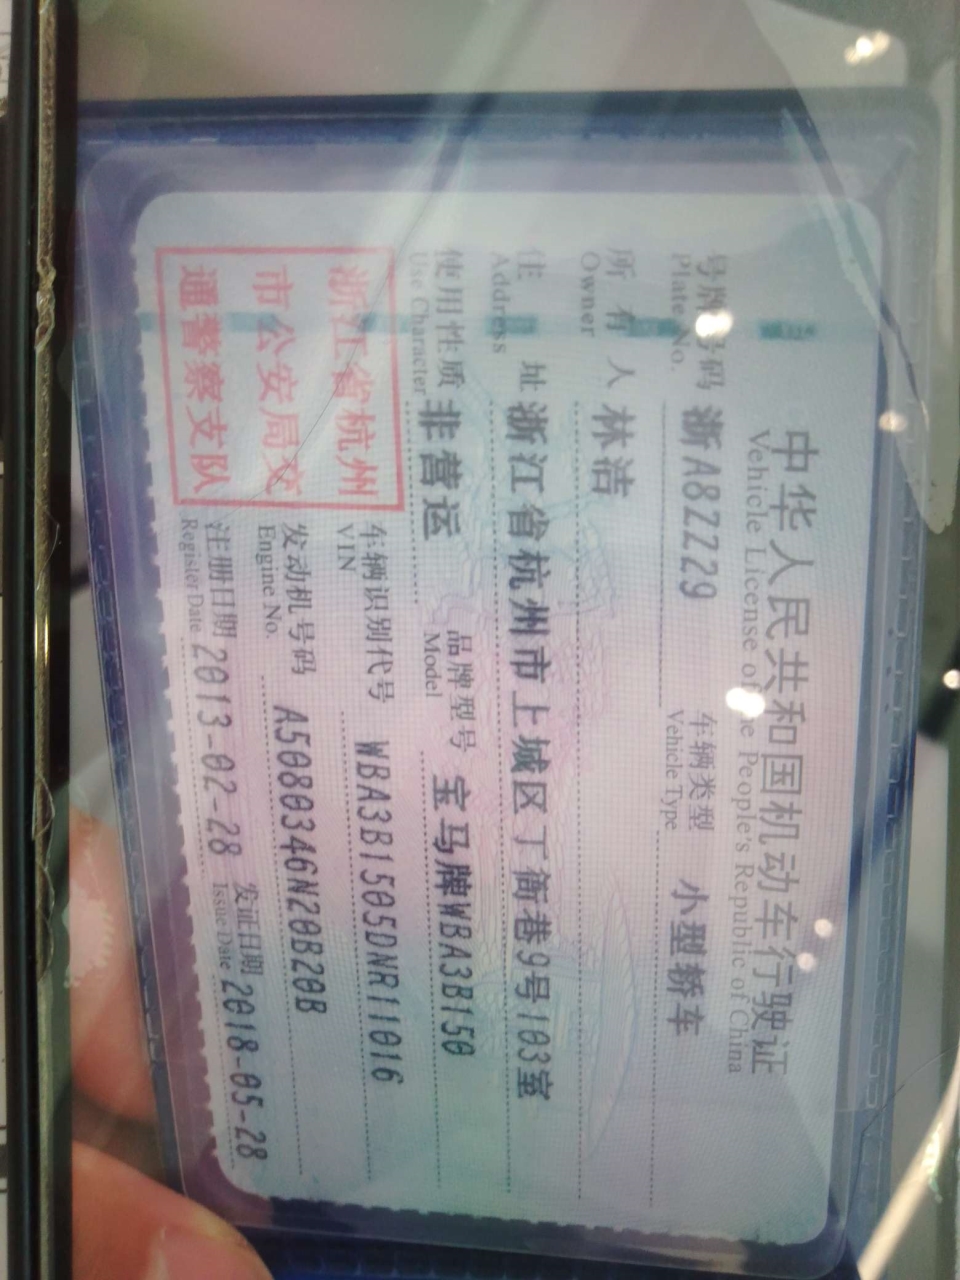 中华人民共和国机动车行驶证
Vehicle License of the People's Republic of China
号牌号码 浙A8ZZ29 车辆类型 小型轿车
Plate No. Vehicle Type
所有人 林洁
Owner
住址 浙江省杭州市上城区丁衙巷9号103室
Address
使用性质 非营运 品牌型号 宝马牌WBA3B150
Use Character Model
浙江省杭州
市公安局交
通警察支队
车辆识别代号 WBA3B1505DNR11016
VIN
发动机号码 A5080346N20B20B
Engine No.
注册日期 2013-02-28 发证日期 2018-05-28
Register Date Issue Date